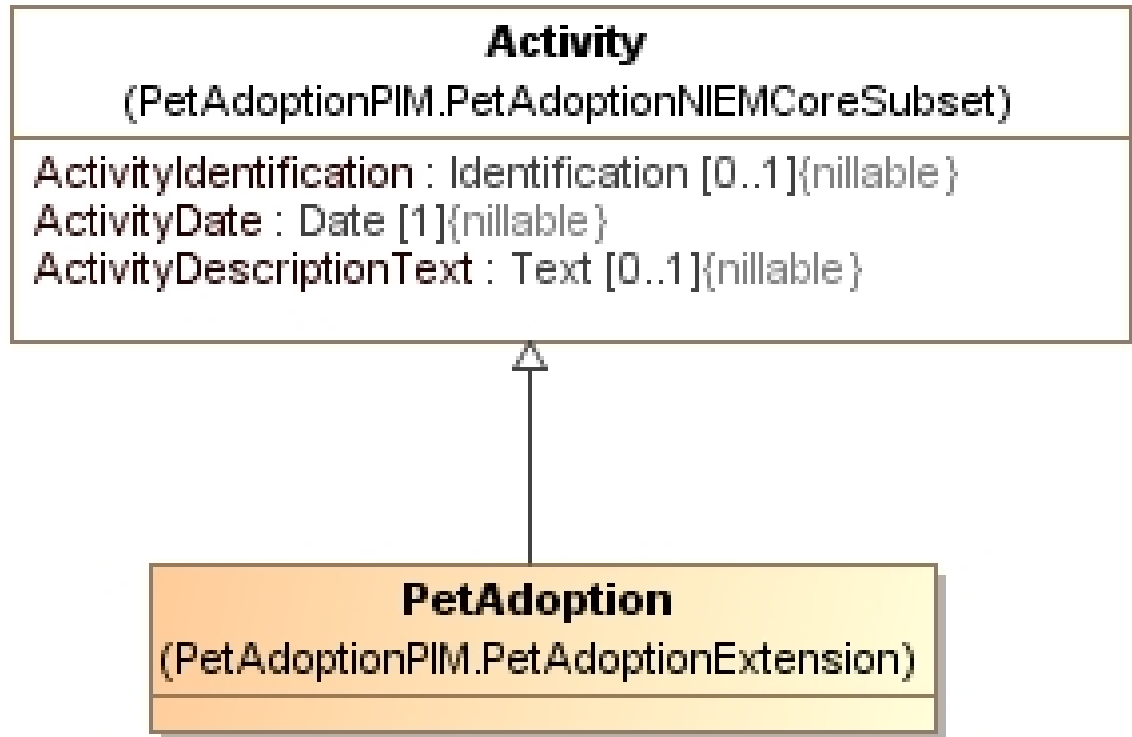 Activity
(PetAdoptionPIM.PetAdoptionNIEMCoreSubset)
ActivityIdentification : Identification [0..1]{nillable}
ActivityDate : Date [1]{nillable}
ActivityDescriptionText : Text [0..1]{nillable}
PetAdoption
(PetAdoptionPIM.PetAdoptionExtension)